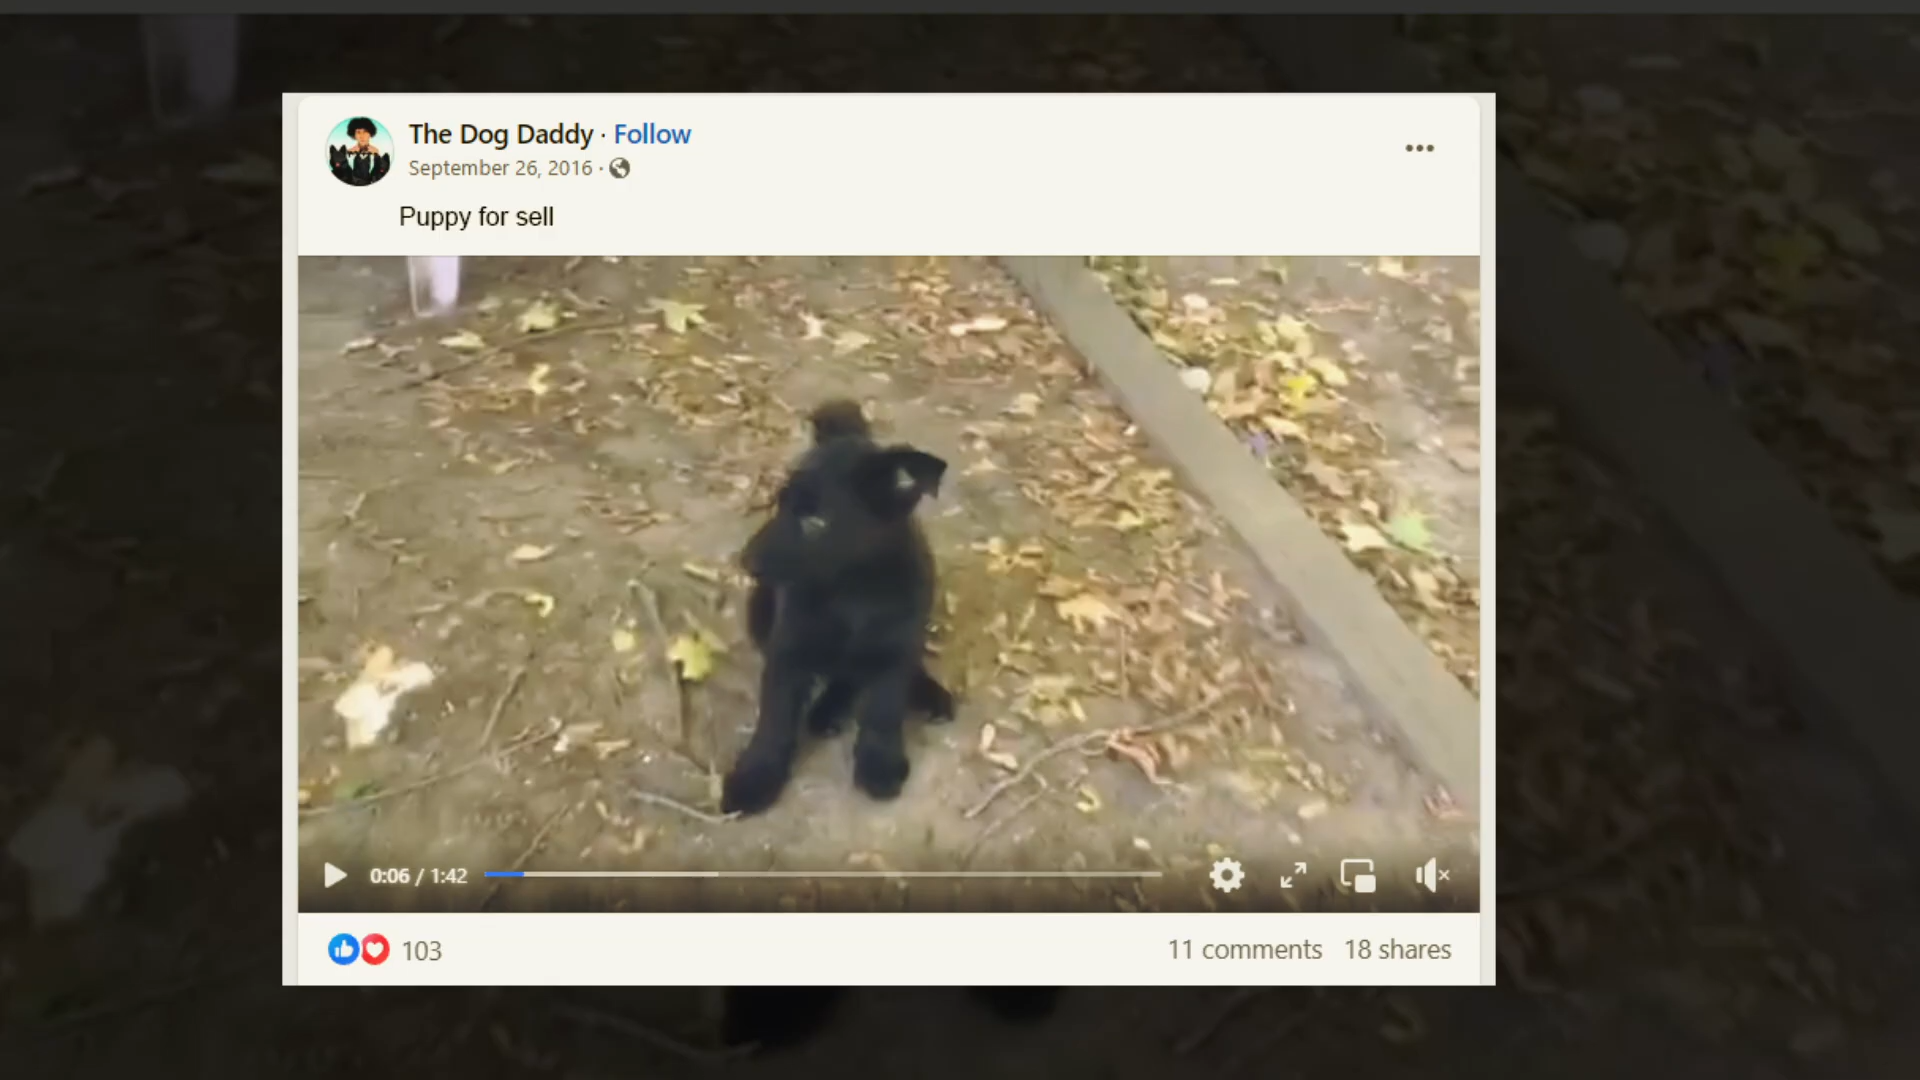 The Dog Daddy · Follow
September 26, 2016 ·
Puppy for sell
0:06 / 1:42
103
11 comments 18 shares